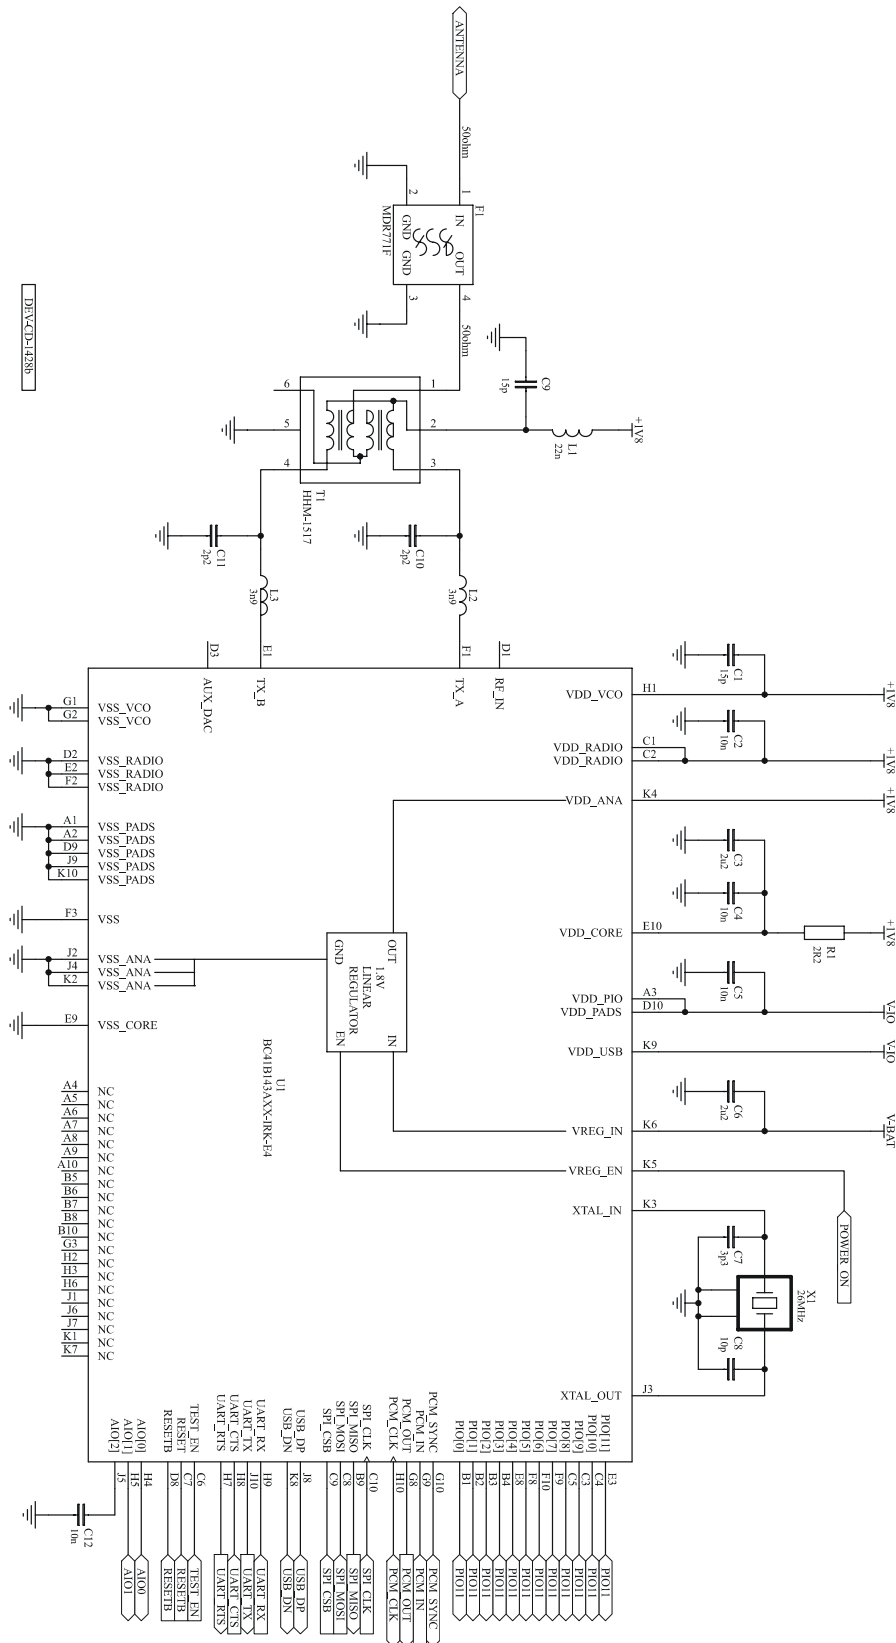 ANTENNA
50ohm
1
2
F1
IN
OUT
GND
GND
MDR771F
3
4
50ohm
DEV-CD-1428b
C9
15p
+1V8
L1
22n
6
1
5
2
4
3
T1
HHM-1517
C11
2p2
C10
2p2
L3
3n9
L2
3n9
D3
AUX_DAC
E1
TX_B
F1
TX_A
D1
RF_IN
G1 VSS_VCO
G2 VSS_VCO
D2 VSS_RADIO
E2 VSS_RADIO
F2 VSS_RADIO
A1 VSS_PADS
A2 VSS_PADS
D9 VSS_PADS
J9 VSS_PADS
K10 VSS_PADS
F3 VSS
J2 VSS_ANA
J4 VSS_ANA
K2 VSS_ANA
E9 VSS_CORE
A4 NC
A5 NC
A6 NC
A7 NC
A8 NC
A9 NC
A10 NC
B5 NC
B6 NC
B7 NC
B8 NC
B10 NC
G3 NC
H2 NC
H3 NC
H6 NC
J1 NC
J6 NC
J7 NC
K1 NC
K7 NC
1.8V
LINEAR
REGULATOR
OUT
GND
IN
EN
U1
BC41B143AXX-IRK-E4
VDD_VCO H1
C1
15p
+1V8
VDD_RADIO C1
VDD_RADIO C2
C2
10n
+1V8
VDD_ANA K4
+1V8
C3
2u2
C4
10n
VDD_CORE E10
R1
2R2
+1V8
C5
10n
VDD_PIO A3
VDD_PADS D10
V-IO
VDD_USB K9
V-IO
C6
2u2
VREG_IN K6
V-BAT
VREG_EN K5
POWER_ON
XTAL_IN K3
C7
3p3
X1
26MHz
C8
10p
XTAL_OUT J3
AIO[2] J5
AIO[1] H5 AIO1
AIO[0] H4 AIO0
C12
10n
RESETB D8 RESETB
RESET C7 RESETB
TEST_EN C6 TEST_EN
UART_RTS H7 UART_RTS
UART_CTS H8 UART_CTS
UART_TX J10 UART_TX
UART_RX H9 UART_RX
USB_DN K8 USB_DN
USB_DP J8 USB_DP
SPI_CSB C9 SPI_CSB
SPI_MOSI C8 SPI_MOSI
SPI_MISO B9 SPI_MISO
SPI_CLK C10 SPI_CLK
PCM_CLK H10 PCM_CLK
PCM_OUT G8 PCM_OUT
PCM_IN G9 PCM_IN
PCM_SYNC G10 PCM_SYNC
PIO[0] B1 PIO11
PIO[1] B2 PIO11
PIO[2] B3 PIO11
PIO[3] B4 PIO11
PIO[4] E8 PIO11
PIO[5] F8 PIO11
PIO[6] F10 PIO11
PIO[7] F9 PIO11
PIO[8] C5 PIO11
PIO[9] C3 PIO11
PIO[10] C4 PIO11
PIO[11] E3 PIO11